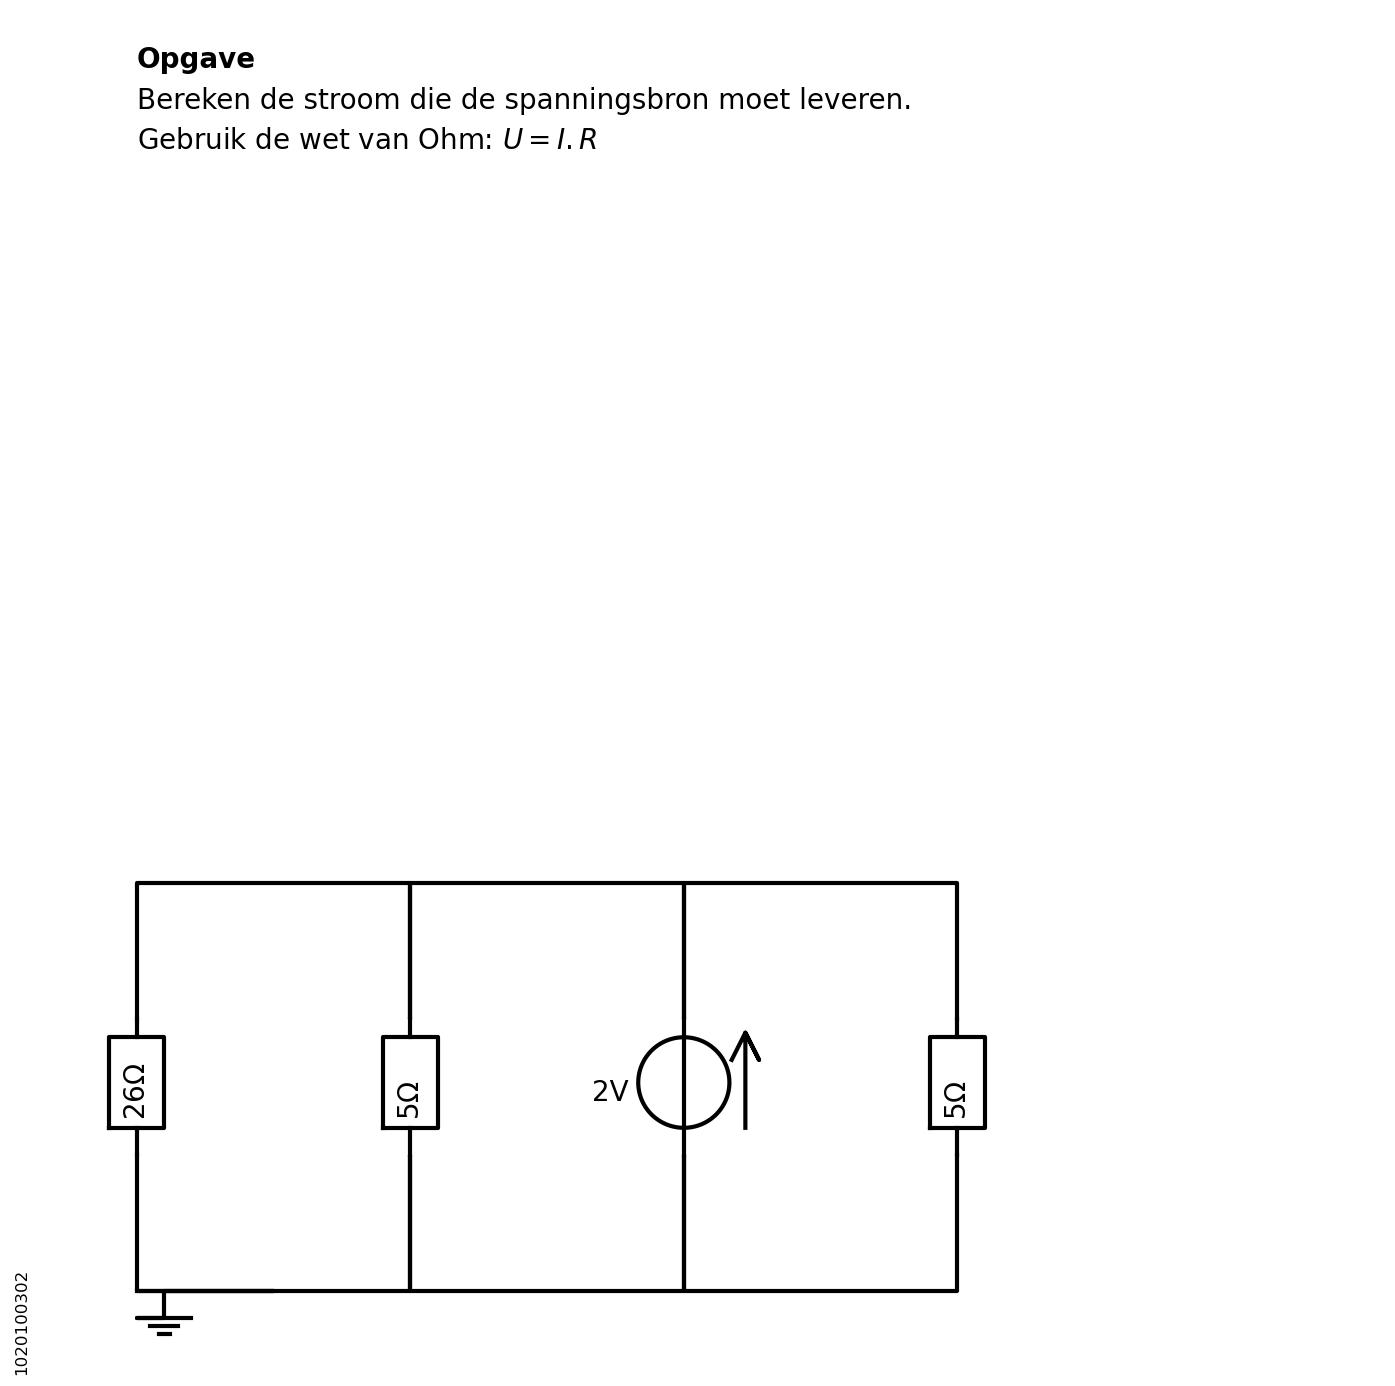 Opgave
Bereken de stroom die de spanningsbron moet leveren.
Gebruik de wet van Ohm: U = I.R
26Ω
5Ω
2V
5Ω
1020100302